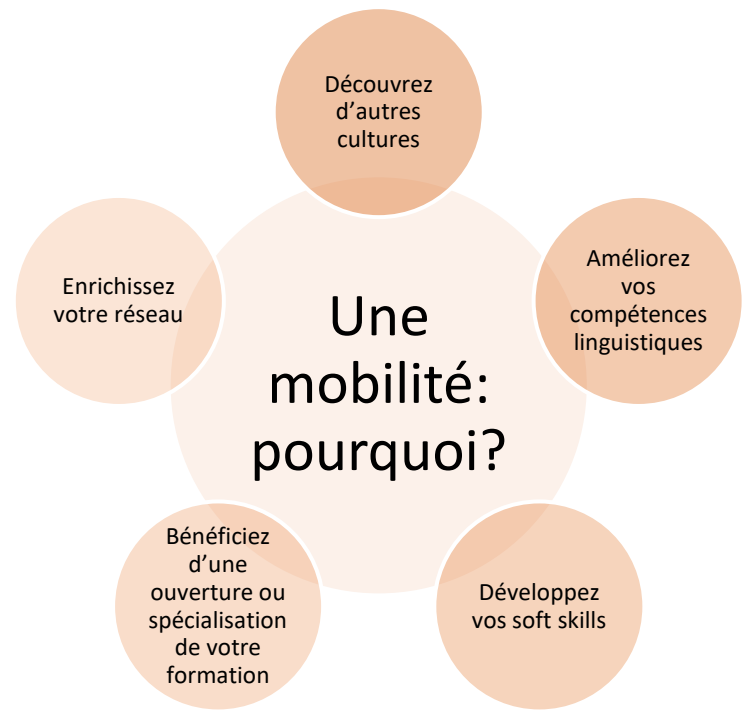 Découvrez
d’autres
cultures
Améliorez
vos
compétences
linguistiques
Développez
vos soft skills
Bénéficiez
d’une
ouverture ou
spécialisation
de votre
formation
Enrichissez
votre réseau
Une
mobilité:
pourquoi?